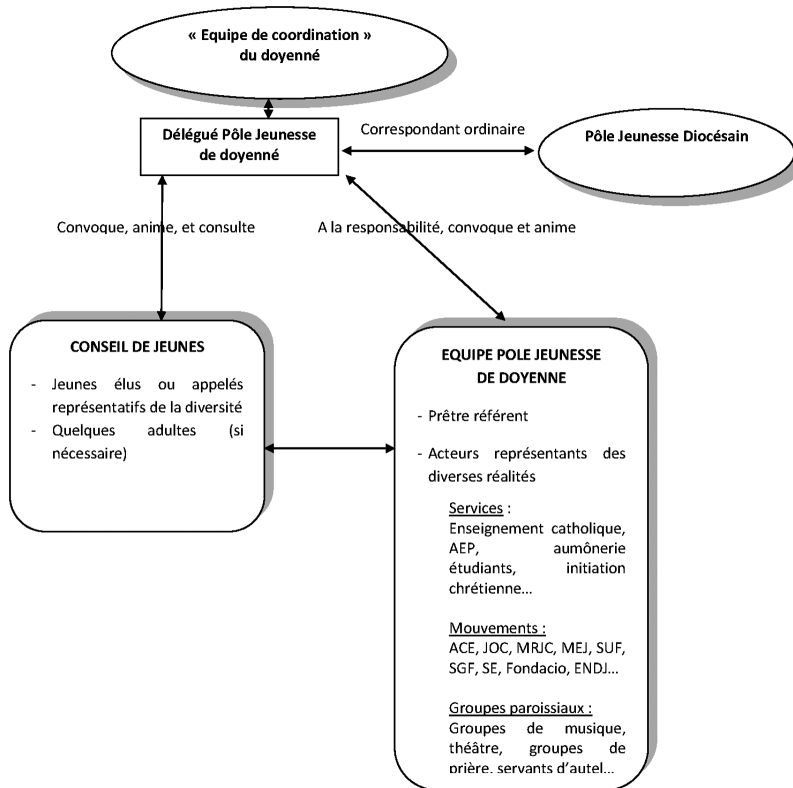 « Equipe de coordination »
du doyenné
Délégué Pôle Jeunesse
de doyenné
Correspondant ordinaire
Pôle Jeunesse Diocésain
Convoque, anime, et consulte
A la responsabilité, convoque et anime
CONSEIL DE JEUNES
- Jeunes élus ou appelés
représentatifs de la diversité
- Quelques adultes (si
nécessaire)
EQUIPE POLE JEUNESSE
DE DOYENNE
- Prêtre référent
- Acteurs représentants des
diverses réalités
Services :
Enseignement catholique,
AEP, aumônerie
étudiants, initiation
chrétienne…
Mouvements :
ACE, JOC, MRJC, MEJ, SUF,
SGF, SE, Fondacio, ENDJ…
Groupes paroissiaux :
Groupes de musique,
théâtre, groupes de
prière, servants d’autel…